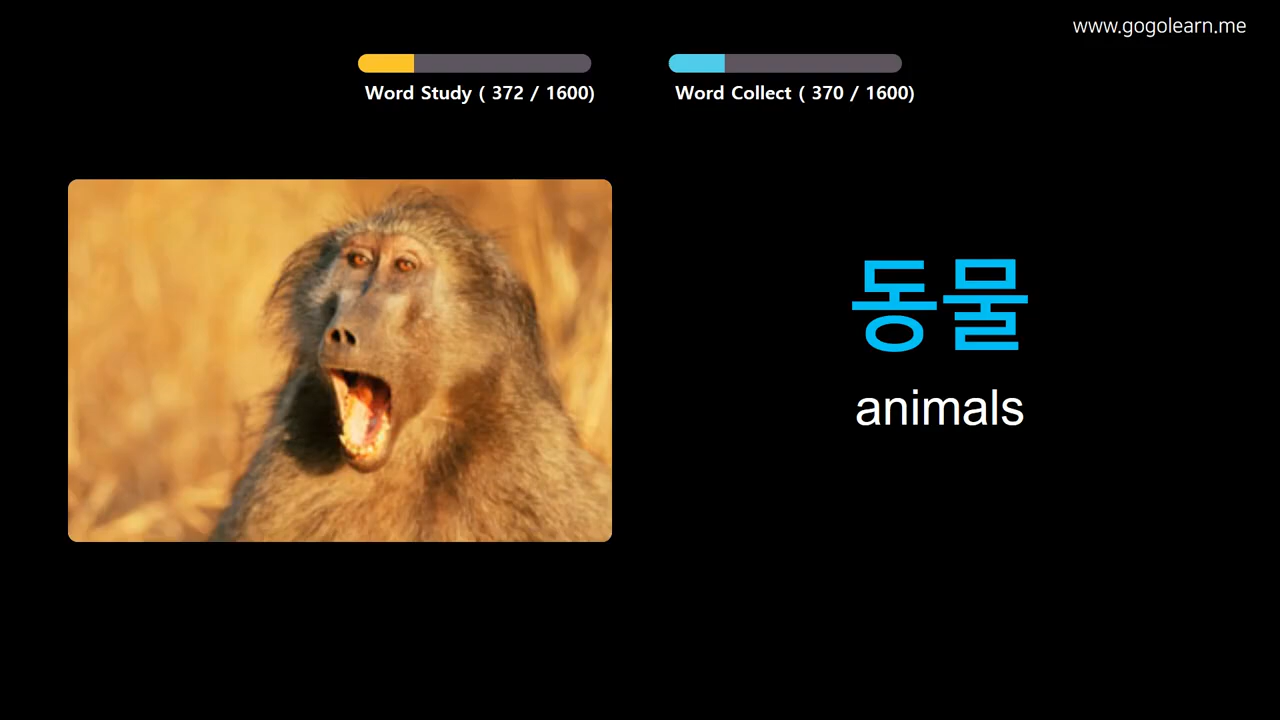 www.gogolearn.me
Word Study ( 372 / 1600)
Word Collect ( 370 / 1600)
동물
animals